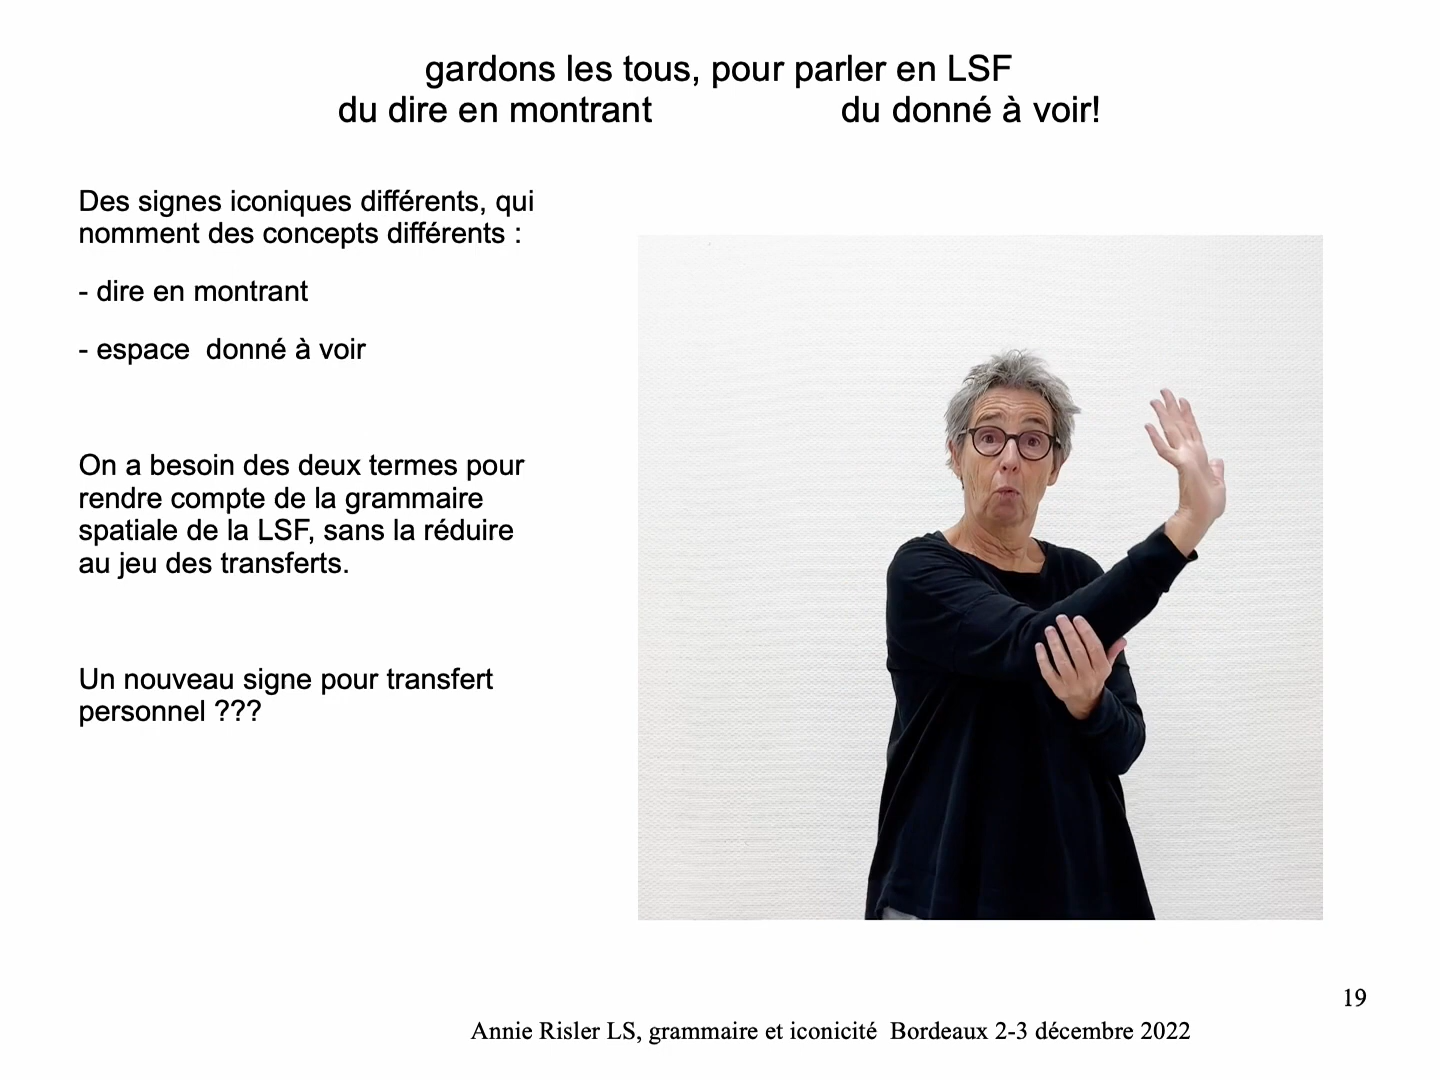 gardons les tous, pour parler en LSF
du dire en montrant du donné à voir!
Des signes iconiques différents, qui
nomment des concepts différents :
- dire en montrant
- espace donné à voir
On a besoin des deux termes pour
rendre compte de la grammaire
spatiale de la LSF, sans la réduire
au jeu des transferts.
Un nouveau signe pour transfert
personnel ???
19
Annie Risler LS, grammaire et iconicité Bordeaux 2-3 décembre 2022